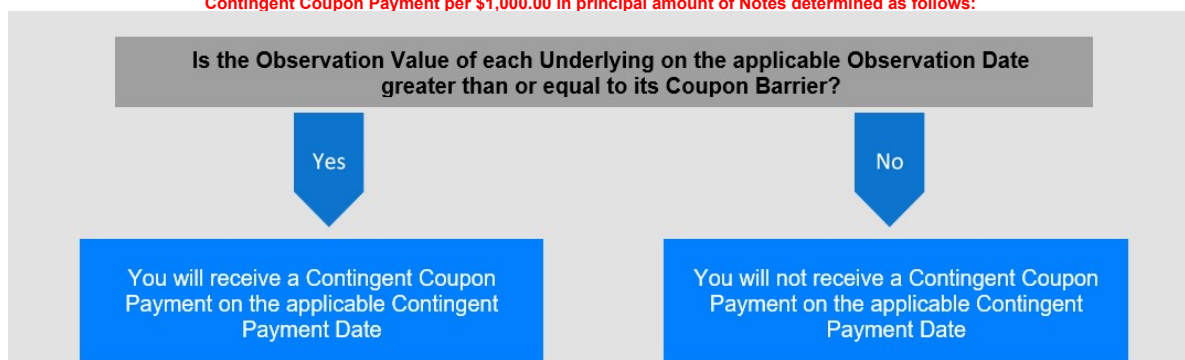 Contingent Coupon Payment per $1,000.00 in principal amount of Notes determined as follows:
Is the Observation Value of each Underlying on the applicable Observation Date
greater than or equal to its Coupon Barrier?
Yes
No
You will receive a Contingent Coupon
Payment on the applicable Contingent
Payment Date
You will not receive a Contingent Coupon
Payment on the applicable Contingent
Payment Date